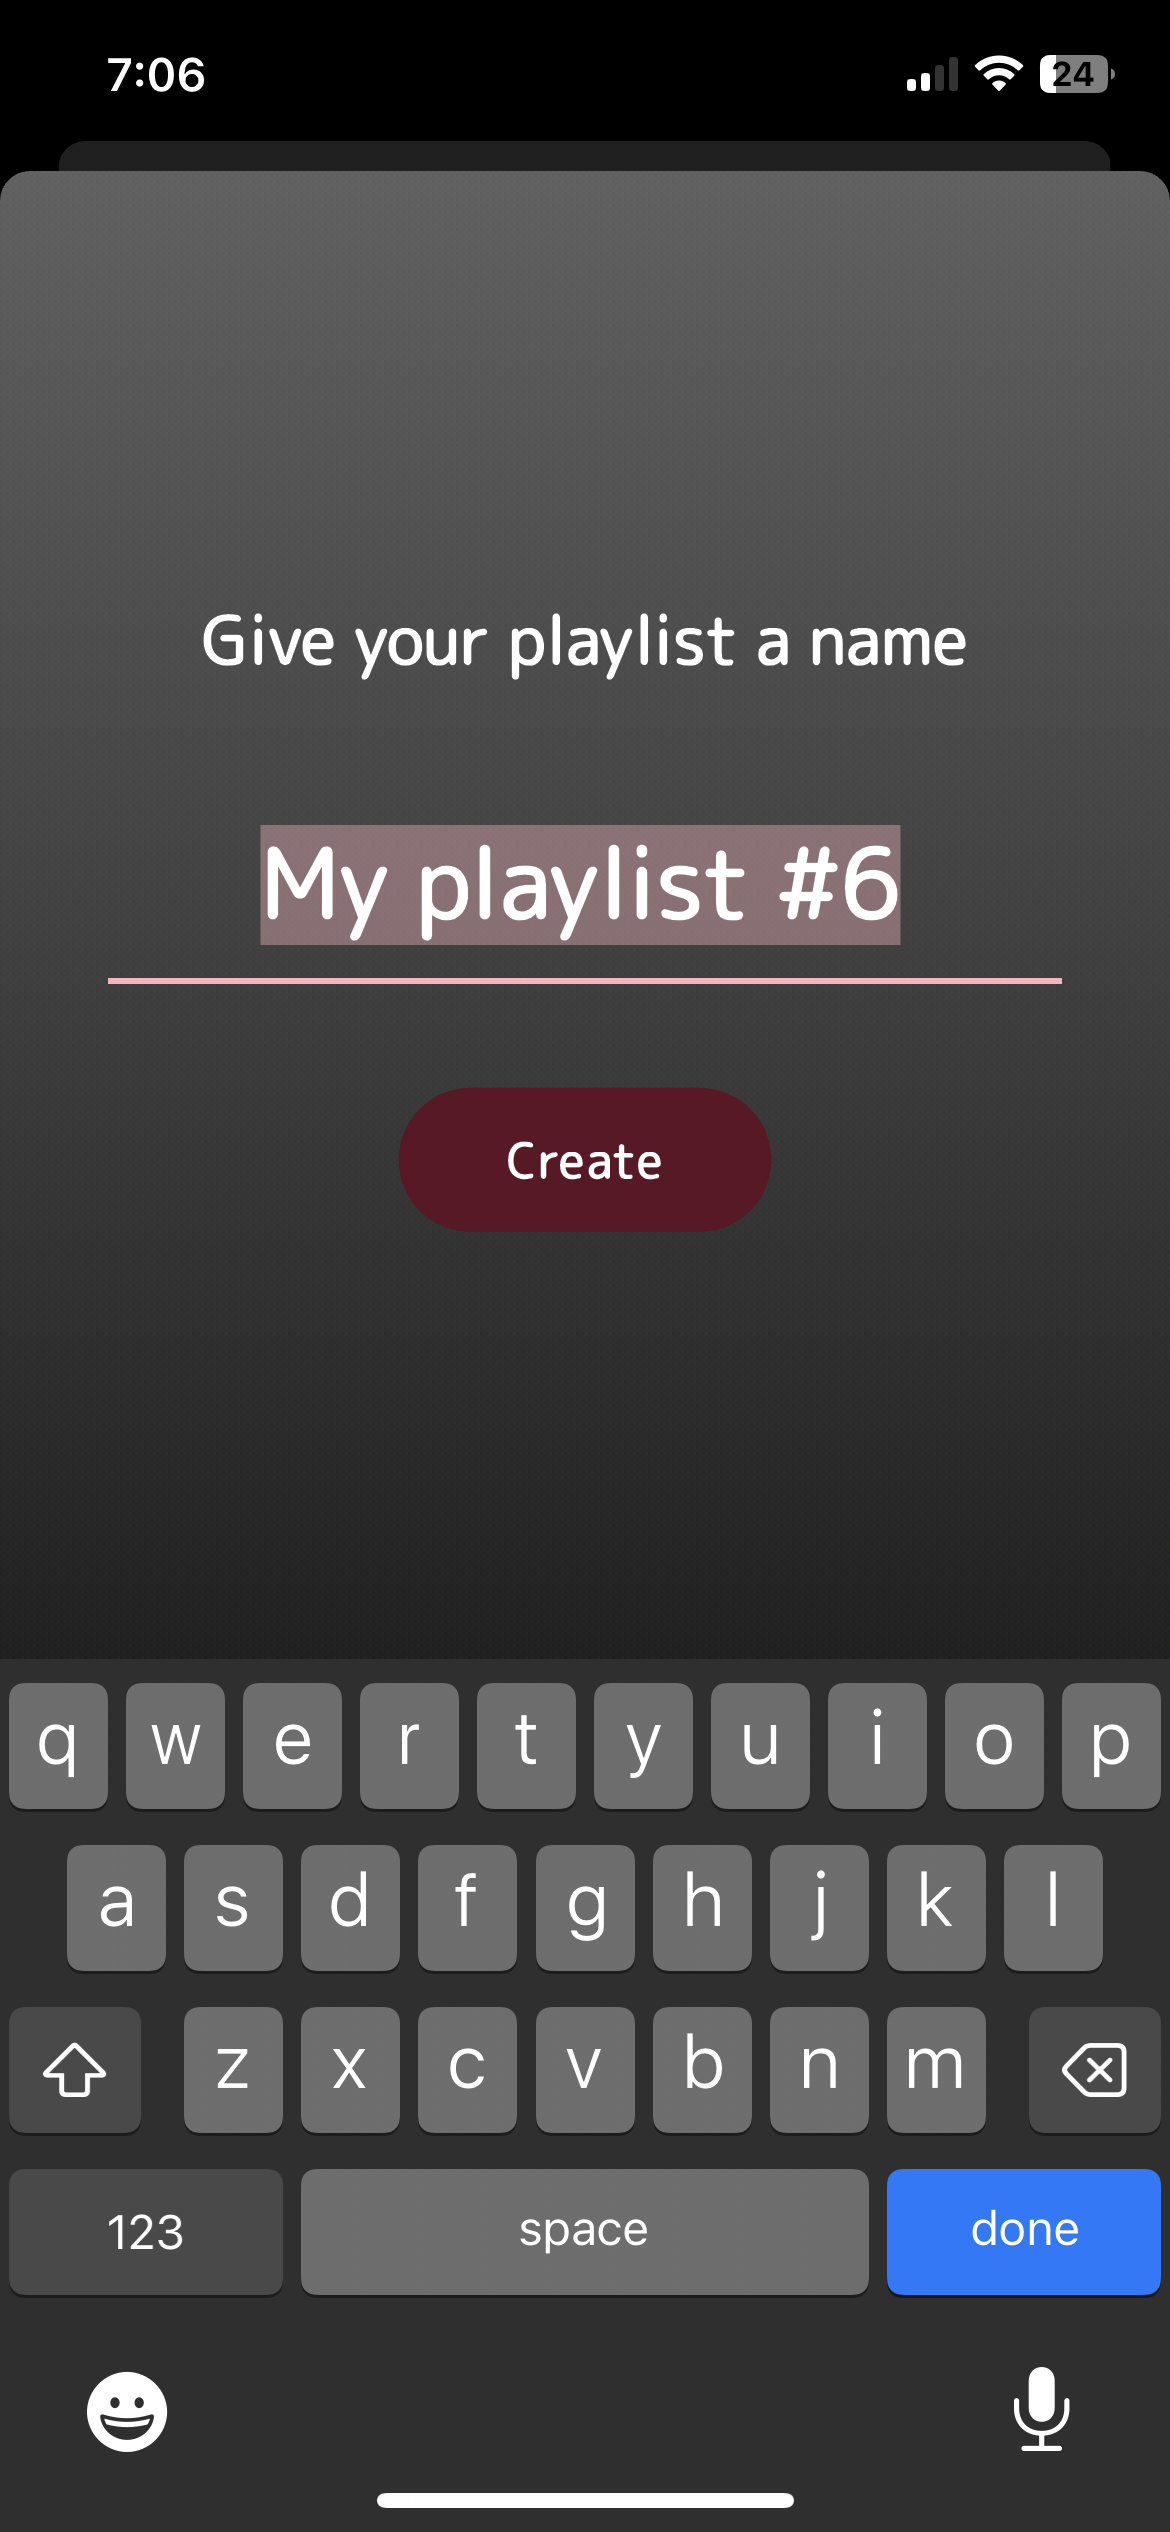 7:06
24
Give your playlist a name
My playlist #6
Create
q w e r t y u i o p
a s d f g h j k l
z x c v b n m
123 space done